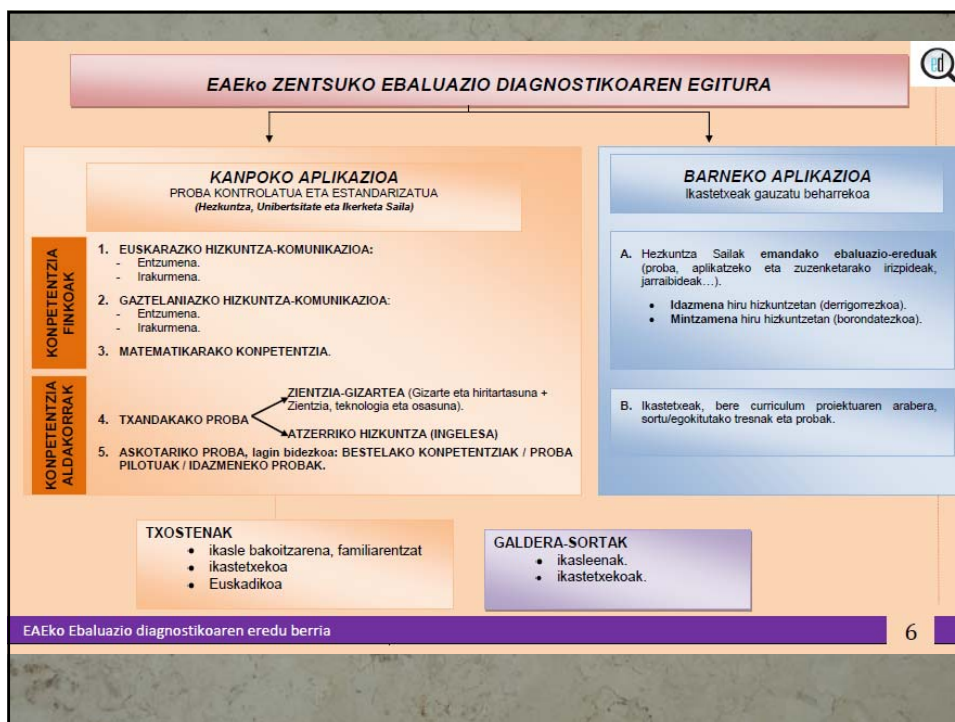 ed
EAEko ZENTSUKO EBALUAZIO DIAGNOSTIKOAREN EGITURA
KANPOKO APLIKAZIOA
PROBA KONTROLATUA ETA ESTANDARIZATUA
(Hezkuntza, Unibertsitate eta Ikerketa Saila)
KONPETENTZIA
FINKOAK
1. EUSKARAZKO HIZKUNTZA-KOMUNIKAZIOA:
- Entzumena.
- Irakurmena.
2. GAZTELANIAZKO HIZKUNTZA-KOMUNIKAZIOA:
- Entzumena.
- Irakurmena.
3. MATEMATIKARAKO KONPETENTZIA.
KONPETENTZIA
ALDAKORRAK
ZIENTZIA-GIZARTEA (Gizarte eta hiritartasuna +
Zientzia, teknologia eta osasuna).
4. TXANDAKAKO PROBA
ATZERRIKO HIZKUNTZA (INGELESA)
5. ASKOTARIKO PROBA, lagin bidezkoa: BESTELAKO KONPETENTZIAK / PROBA
PILOTUAK / IDAZMENEKO PROBAK.
BARNEKO APLIKAZIOA
Ikastetxeak gauzatu beharrekoa
A. Hezkuntza Sailak emandako ebaluazio-ereduak
(proba, aplikatzeko eta zuzenketarako irizpideak,
jarraibideak…).
• Idazmena hiru hizkuntzetan (derrigorrezkoa).
• Mintzamena hiru hizkuntzetan (borondatezkoa).
B. Ikastetxeak, bere curriculum proiektuaren arabera,
sortu/egokitutako tresnak eta probak.
TXOSTENAK
• ikasle bakoitzarena, familiarentzat
• ikastetxekoa
• Euskadikoa
GALDERA-SORTAK
• ikasleenak.
• ikastetxekoak.
EAEko Ebaluazio diagnostikoaren eredu berria
6